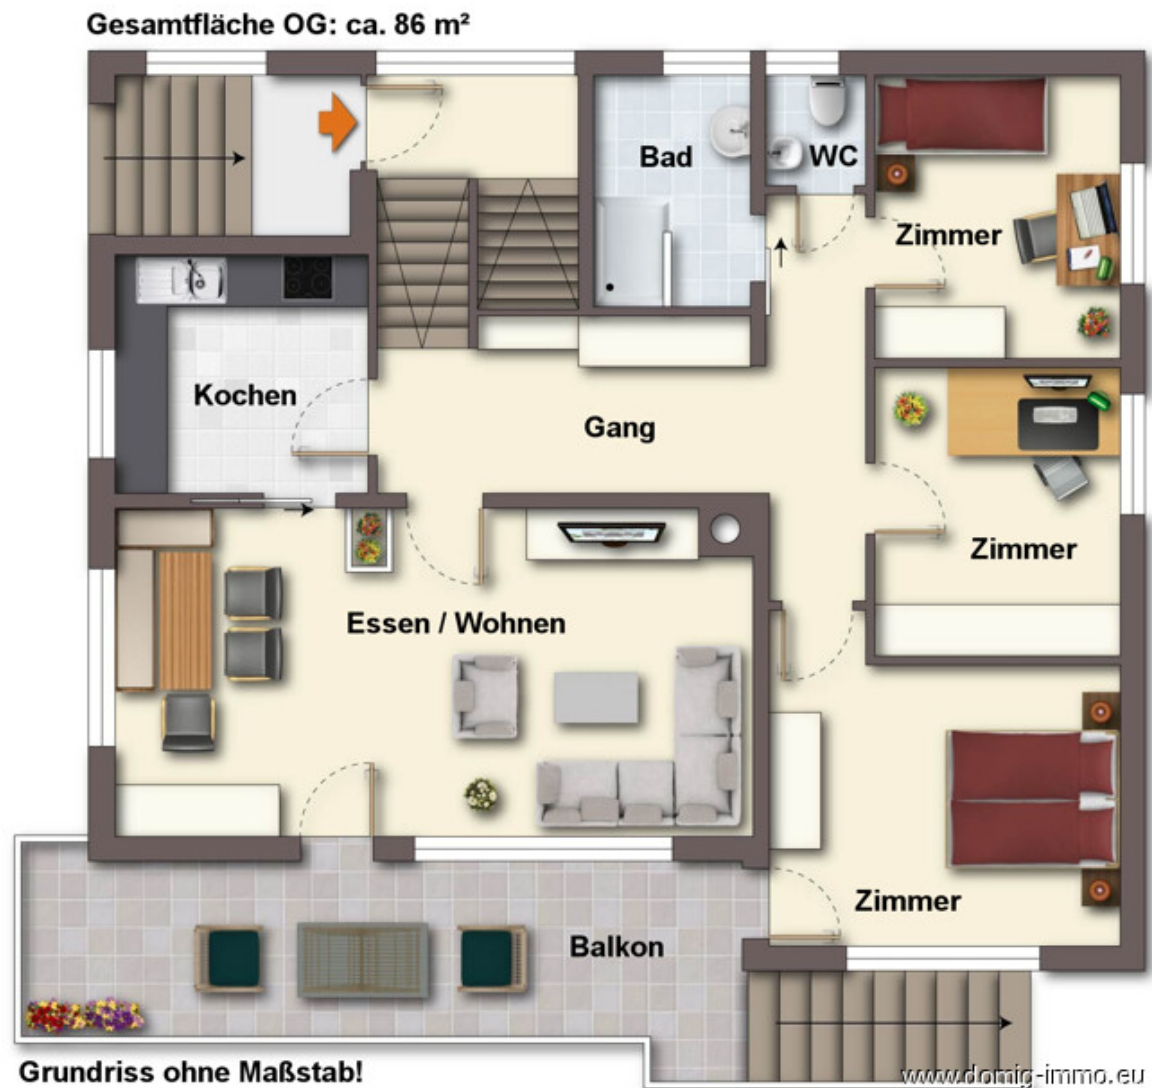 Gesamtfläche OG: ca. 86 m²
Bad
WC
Zimmer
Kochen
Gang
Zimmer
Essen / Wohnen
Zimmer
Balkon
Grundriss ohne Maßstab!
www.domig-immo.eu